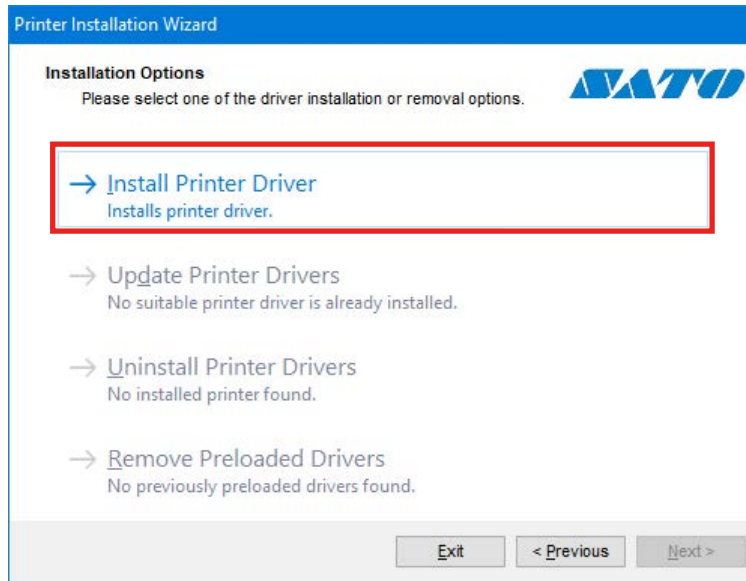 Printer Installation Wizard
Installation Options
Please select one of the driver installation or removal options.
SATO
→ Install Printer Driver
Installs printer driver.
→ Update Printer Drivers
No suitable printer driver is already installed.
→ Uninstall Printer Drivers
No installed printer found.
→ Remove Preloaded Drivers
No previously preloaded drivers found.
Exit < Previous Next >